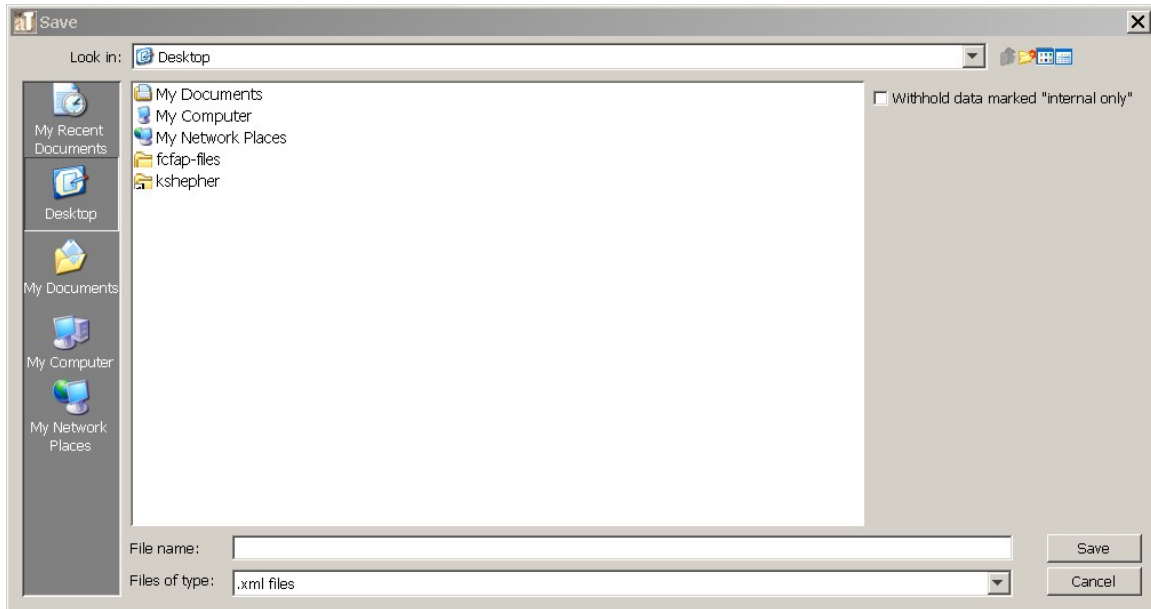 aT Save
Look in: Desktop
My Recent
Documents
Desktop
My Documents
My Computer
My Network
Places
My Documents
My Computer
My Network Places
fcfap-files
kshepher
Withhold data marked "internal only"
File name:
Save
Files of type: .xml files
Cancel